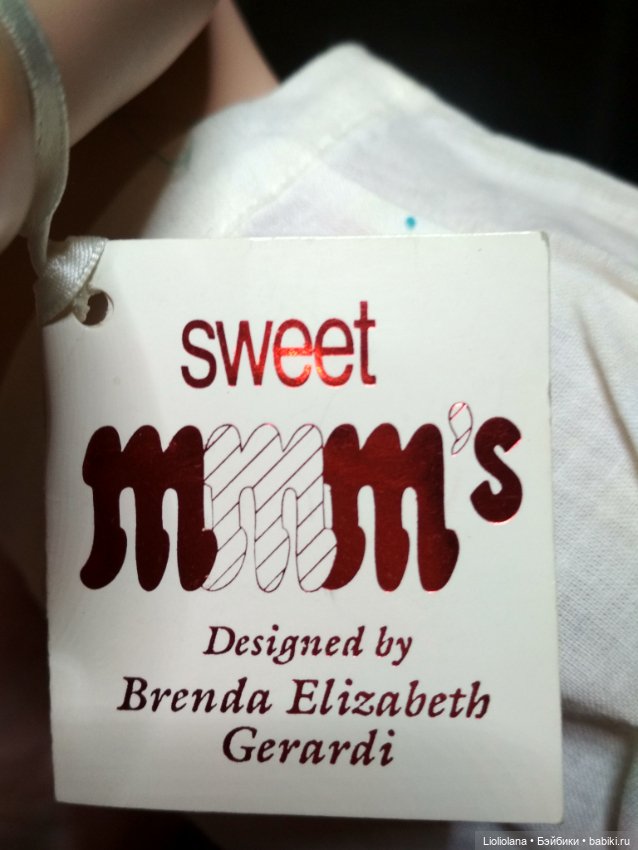 sweet
mmm's
Designed by
Brenda Elizabeth
Gerardi
Lioliolana • Бэйбики • babiki.ru